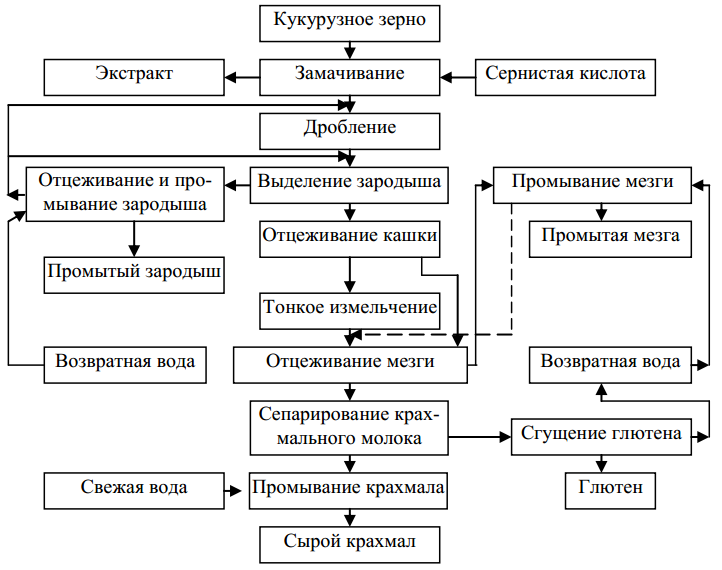 Кукурузное зерно
Экстракт
Замачивание
Сернистая кислота
Дробление
Отцеживание и про-
мывание зародыша
Выделение зародыша
Промывание мезги
Отцеживание кашки
Промытая мезга
Промытый зародыш
Тонкое измельчение
Возвратная вода
Отцеживание мезги
Возвратная вода
Сепарирование крах-
мального молока
Сгущение глютена
Свежая вода
Промывание крахмала
Глютен
Сырой крахмал